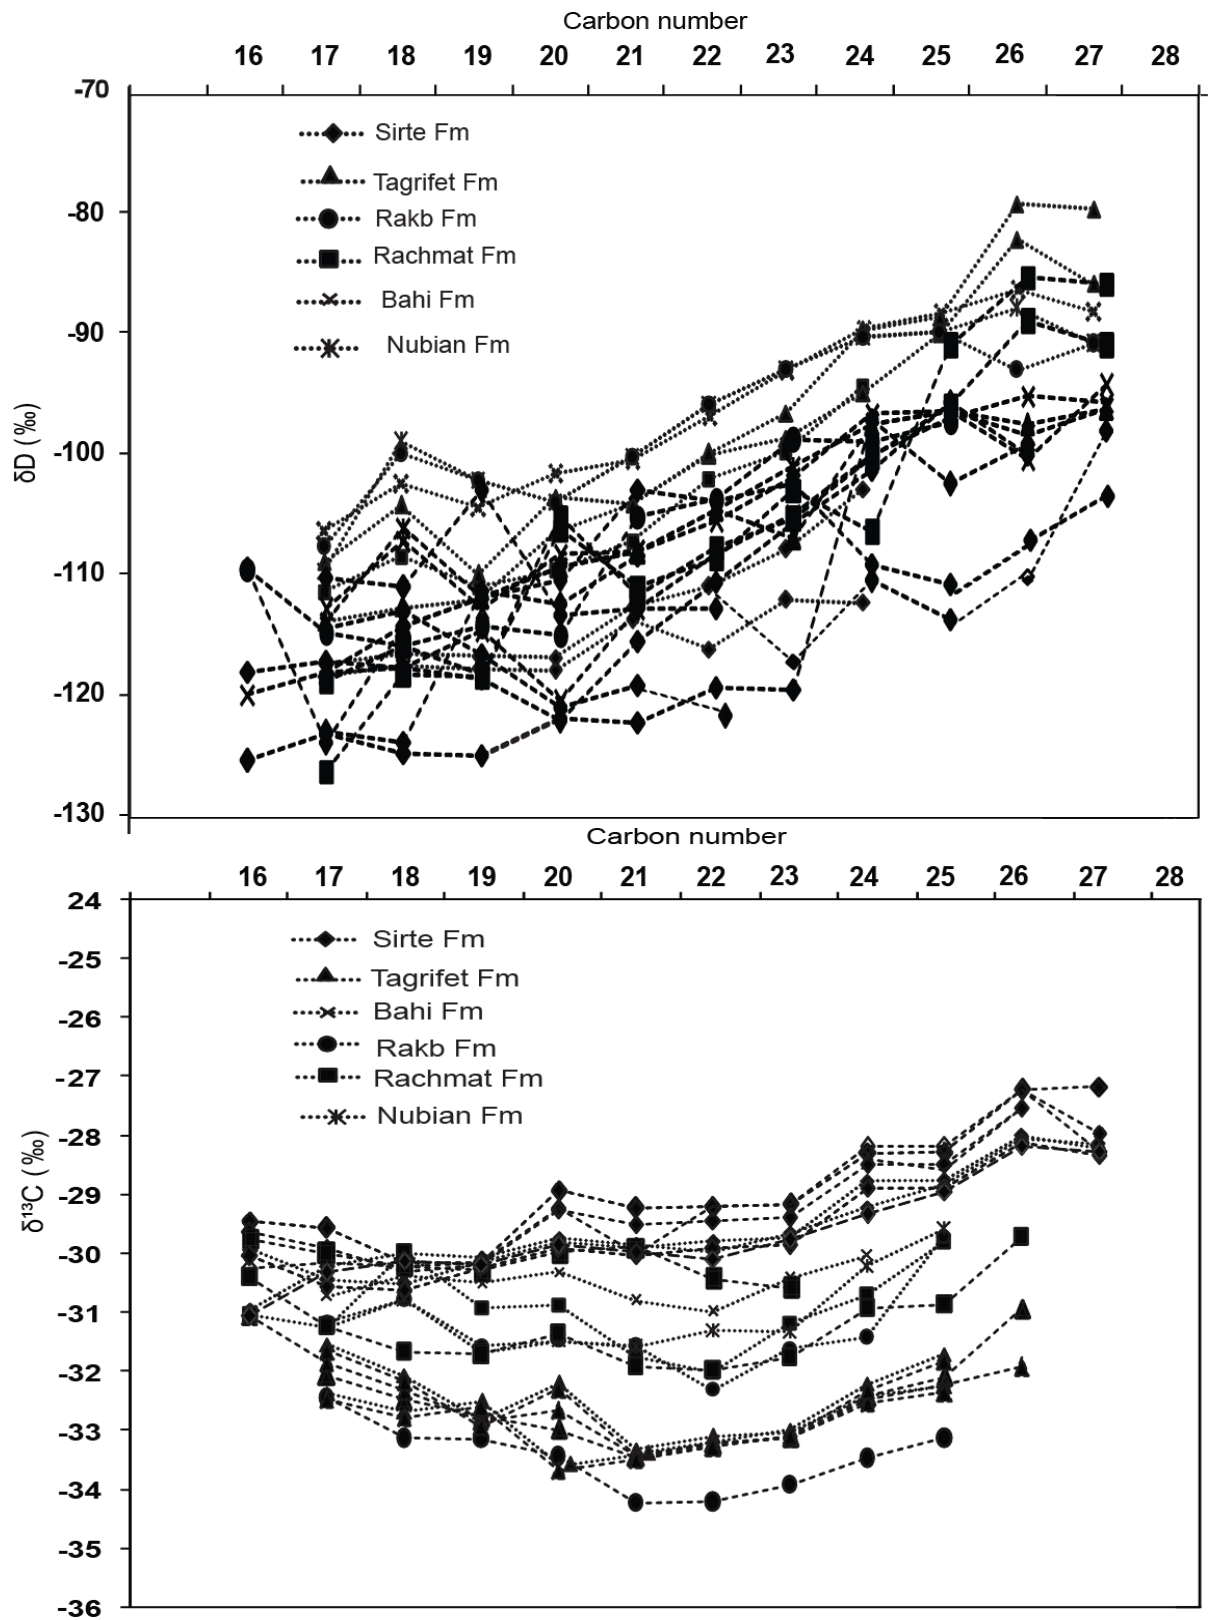 Carbon number
16 17 18 19 20 21 22 23 24 25 26 27 28
-70
-80
-90
-100
-110
-120
-130
δD (‰)
Sirte Fm
Tagrifet Fm
Rakb Fm
Rachmat Fm
Bahi Fm
Nubian Fm
Carbon number
16 17 18 19 20 21 22 23 24 25 26 27 28
24
-25
-26
-27
-28
-29
-30
-31
-32
-33
-34
-35
-36
δ¹³C (‰)
Sirte Fm
Tagrifet Fm
Bahi Fm
Rakb Fm
Rachmat Fm
Nubian Fm